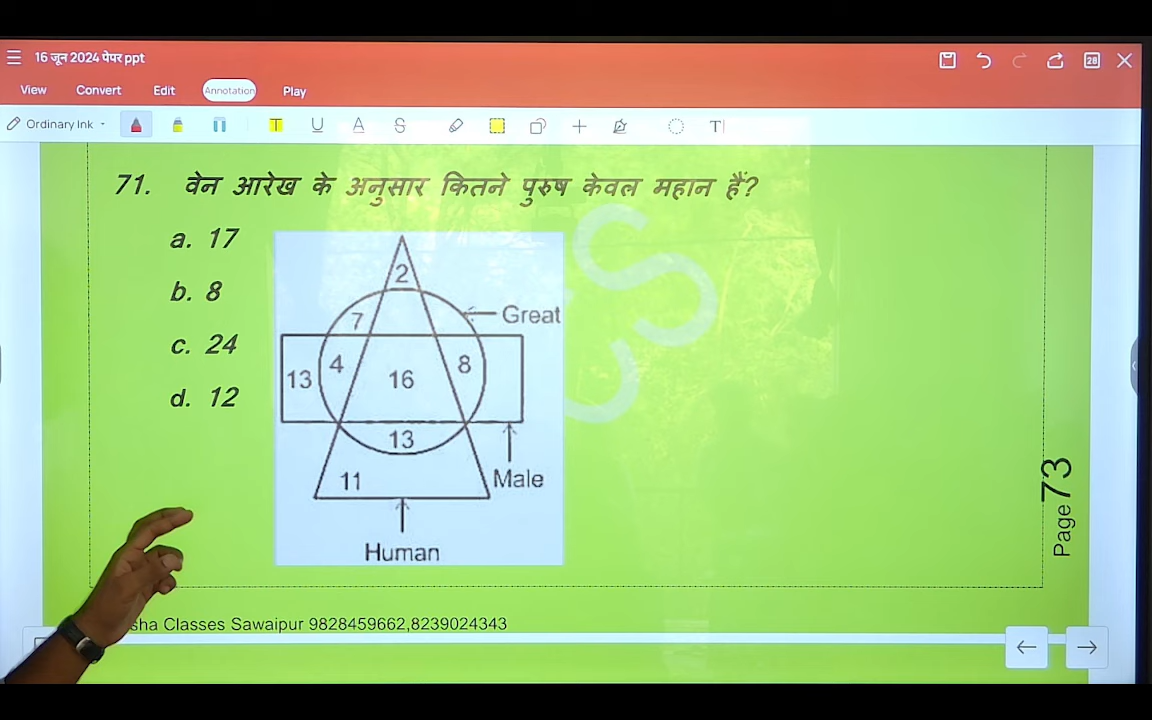 16 जून 2024 पेपर ppt
28
View Convert Edit Annotation Play
Ordinary Ink T U A S T
71. वेन आरेख के अनुसार कितने पुरुष केवल महान हैं?
a. 17
b. 8
c. 24
d. 12
2
Great
7
13 4 16 8
13
11
Male
Human
Page 73
sha Classes Sawaipur 9828459662,8239024343